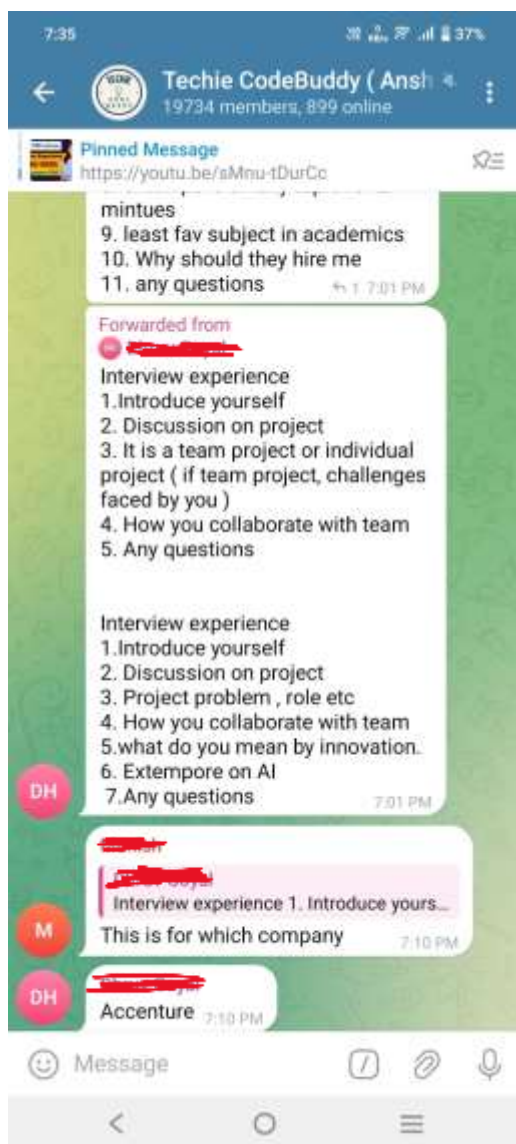 7:35
37%
Techie CodeBuddy ( Ansh
19734 members, 899 online
Pinned Message
https://youtu.be/sMnu-tDurCc
mintues
9. least fav subject in academics
10. Why should they hire me
11. any questions
1 7:01 PM
Forwarded from
Interview experience
1.Introduce yourself
2. Discussion on project
3. It is a team project or individual
project ( if team project, challenges
faced by you )
4. How you collaborate with team
5. Any questions
Interview experience
1.Introduce yourself
2. Discussion on project
3. Project problem , role etc
4. How you collaborate with team
5.what do you mean by innovation.
6. Extempore on AI
7.Any questions
7:01 PM
DH
Interview experience 1. Introduce yours...
M
This is for which company
7:10 PM
DH
Accenture 7:10 PM
Message